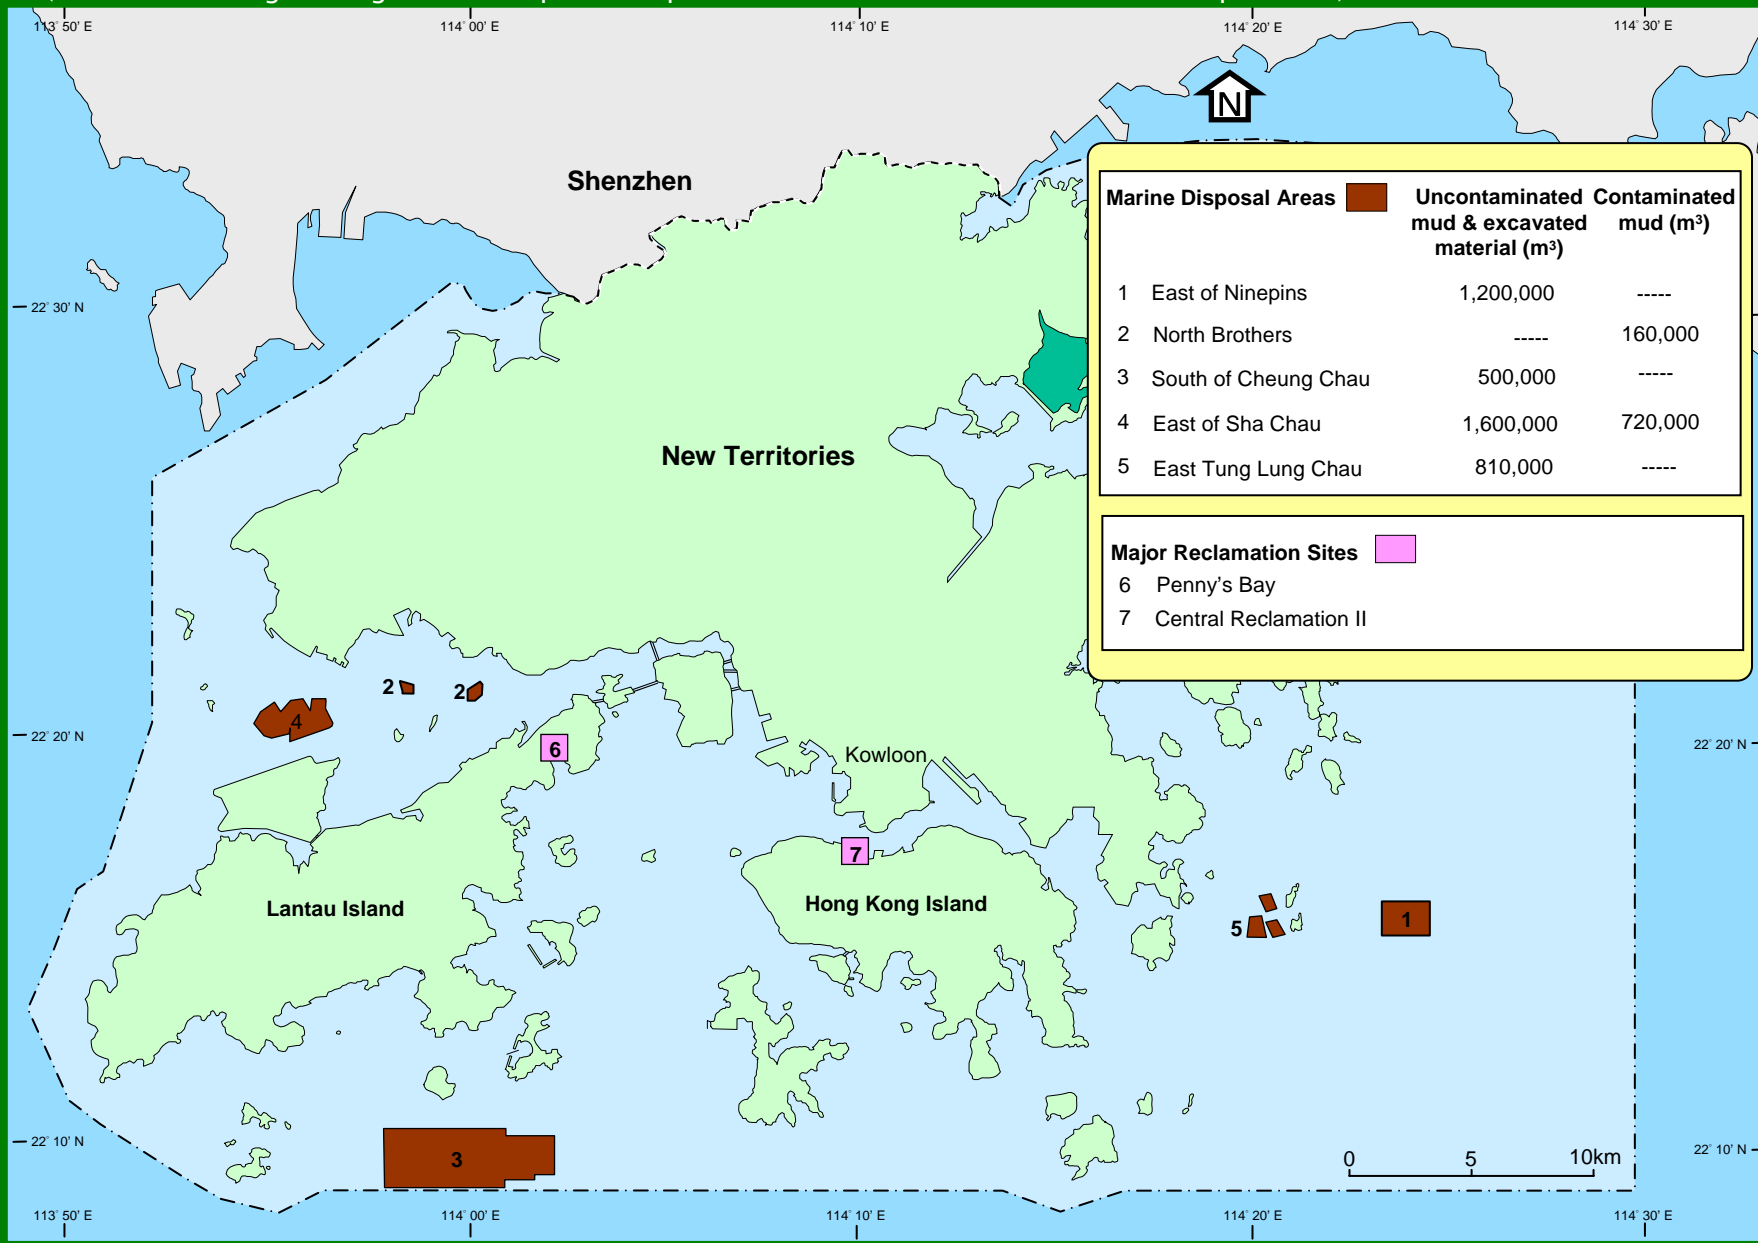 113° 50' E
114° 00' E
114° 10' E
114° 20' E
114° 30' E
N
Shenzhen
Marine Disposal Areas
Uncontaminated mud & excavated material (m³)
Contaminated mud (m³)
1 East of Ninepins 1,200,000 -----
2 North Brothers ----- 160,000
3 South of Cheung Chau 500,000 -----
4 East of Sha Chau 1,600,000 720,000
5 East Tung Lung Chau 810,000 -----
22° 30' N
New Territories
Major Reclamation Sites
6 Penny's Bay
7 Central Reclamation II
2
2
4
22° 20' N
6
Kowloon
22° 20' N
7
Lantau Island
Hong Kong Island
5
1
22° 10' N
3
0 5 10km
22° 10' N
113° 50' E
114° 00' E
114° 10' E
114° 20' E
114° 30' E